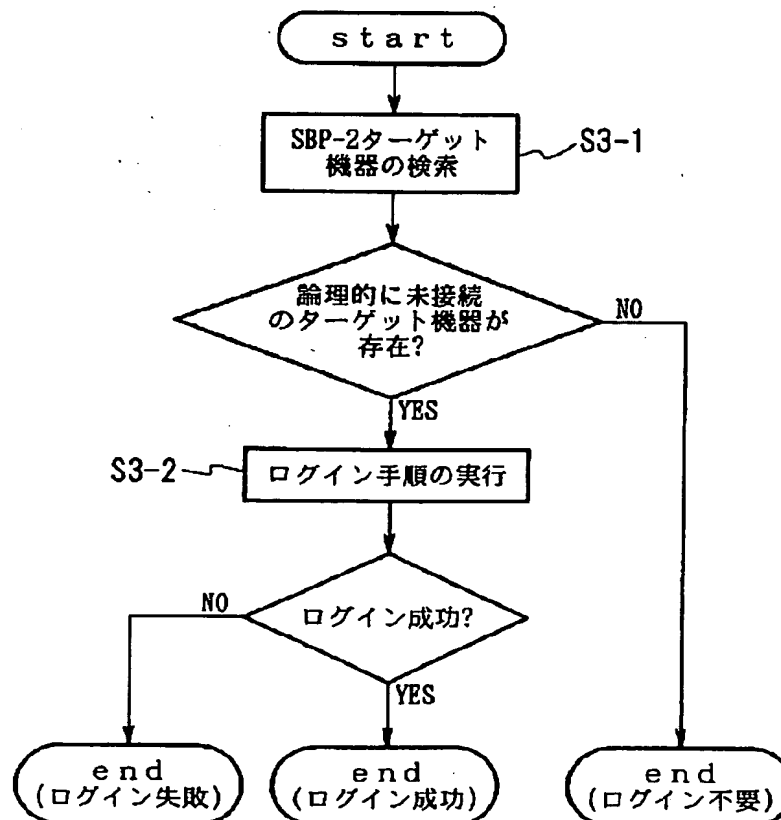 start
SBP-2ターゲット
機器の検索
S3-1
論理的に未接続
のターゲット機器が
存在?
NO
YES
S3-2
ログイン手順の実行
NO
ログイン成功?
YES
end
(ログイン失敗)
end
(ログイン成功)
end
(ログイン不要)